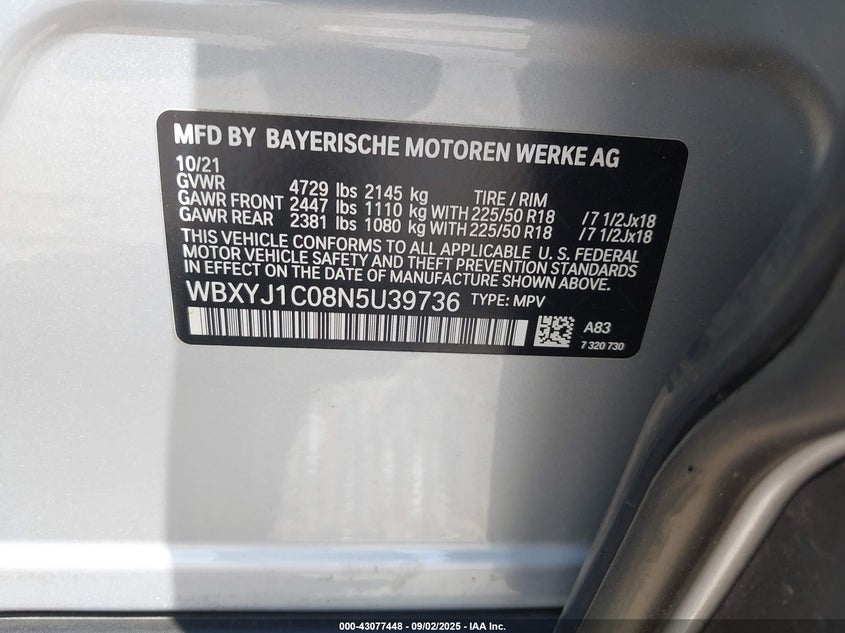 MFD BY BAYERISCHE MOTOREN WERKE AG
10/21
GVWR 4729 lbs 2145 kg TIRE / RIM
GAWR FRONT 2447 lbs 1110 kg WITH 225/50 R18 /7 1/2Jx18
GAWR REAR 2381 lbs 1080 kg WITH 225/50 R18 /7 1/2Jx18
THIS VEHICLE CONFORMS TO ALL APPLICABLE U. S. FEDERAL
MOTOR VEHICLE SAFETY AND THEFT PREVENTION STANDARDS
IN EFFECT ON THE DATE OF MANUFACTURE SHOWN ABOVE.
WBXYJ1C08N5U39736 TYPE: MPV
A83
7 320 730
000-43077448 - 09/02/2025 - IAA Inc.